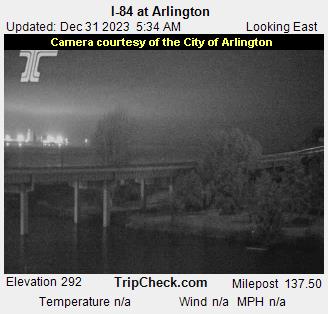 I-84 at Arlington
Updated: Dec 31 2023 5:34 AM Looking East
Camera courtesy of the City of Arlington
Elevation 292 TripCheck.com Milepost 137.50
Temperature n/a Wind n/a MPH n/a